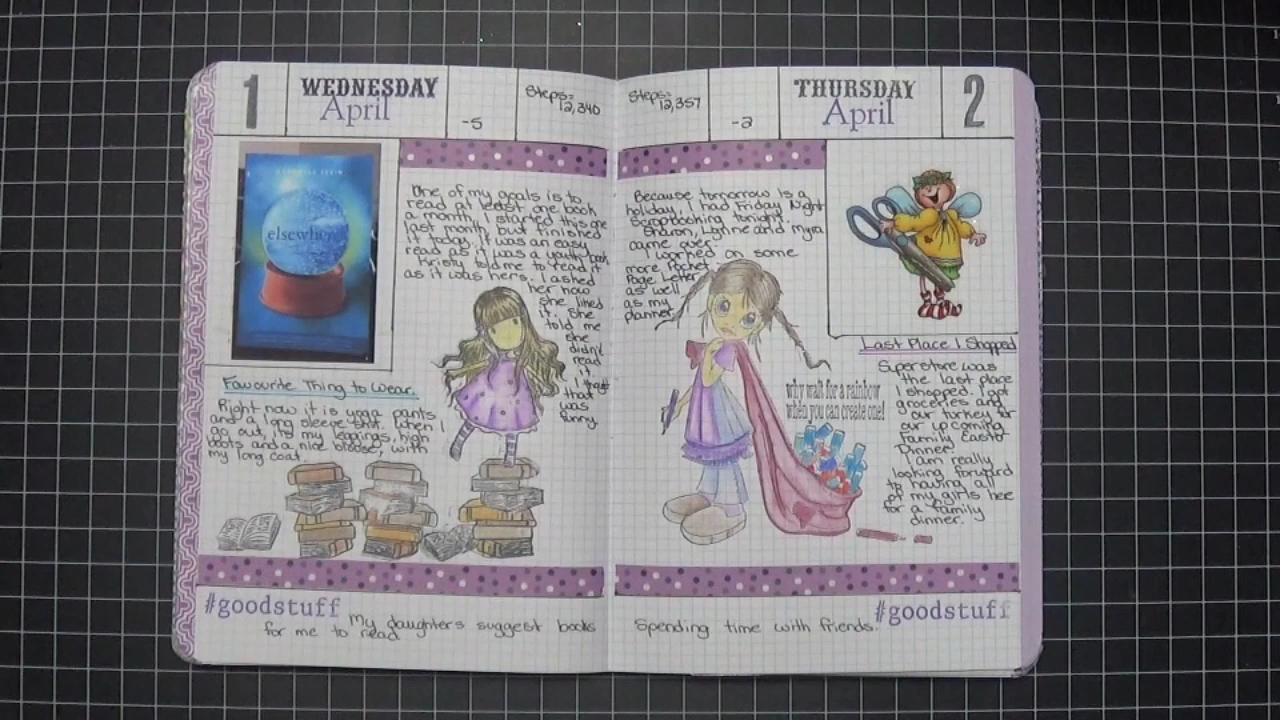 1
WEDNESDAY
April
-5
Steps=
12,340
elsewhere
One of my goals is to
read at least one book
a month. I started this one
last month, but finished
it today. It was an easy
read as it was a youth book.
Kristy told me to read it
as it was hers. I asked
her how
she liked
it. She
told me
she
didn't
read
it.
I thought
that
was
funny.
Favourite Thing to Wear.
Right now it is yoga pants
and a long sleeve shirt. When I
go out, its my leggings, high
boots and a nice blouse, with
my long coat.
#goodstuff
My daughters suggest books
for me to read
Steps=
12,357
-2
THURSDAY
April
2
Because tomorrow is a
holiday, I had Friday Night
Scrapbooking tonight.
Sharon, Lynne and Myra
came over.
I worked on some
more Pocket
Page Letters
as well
as my
planner.
why wait for a rainbow
when you can create one!
Last Place I Shopped
Superstore was
the last place
I shopped. I got
groceries and
our turkey for
our upcoming
Family Easter
Dinner.
I am really
looking forward
to having all
of my girls here
for a family
dinner.
Spending time with friends.
#goodstuff